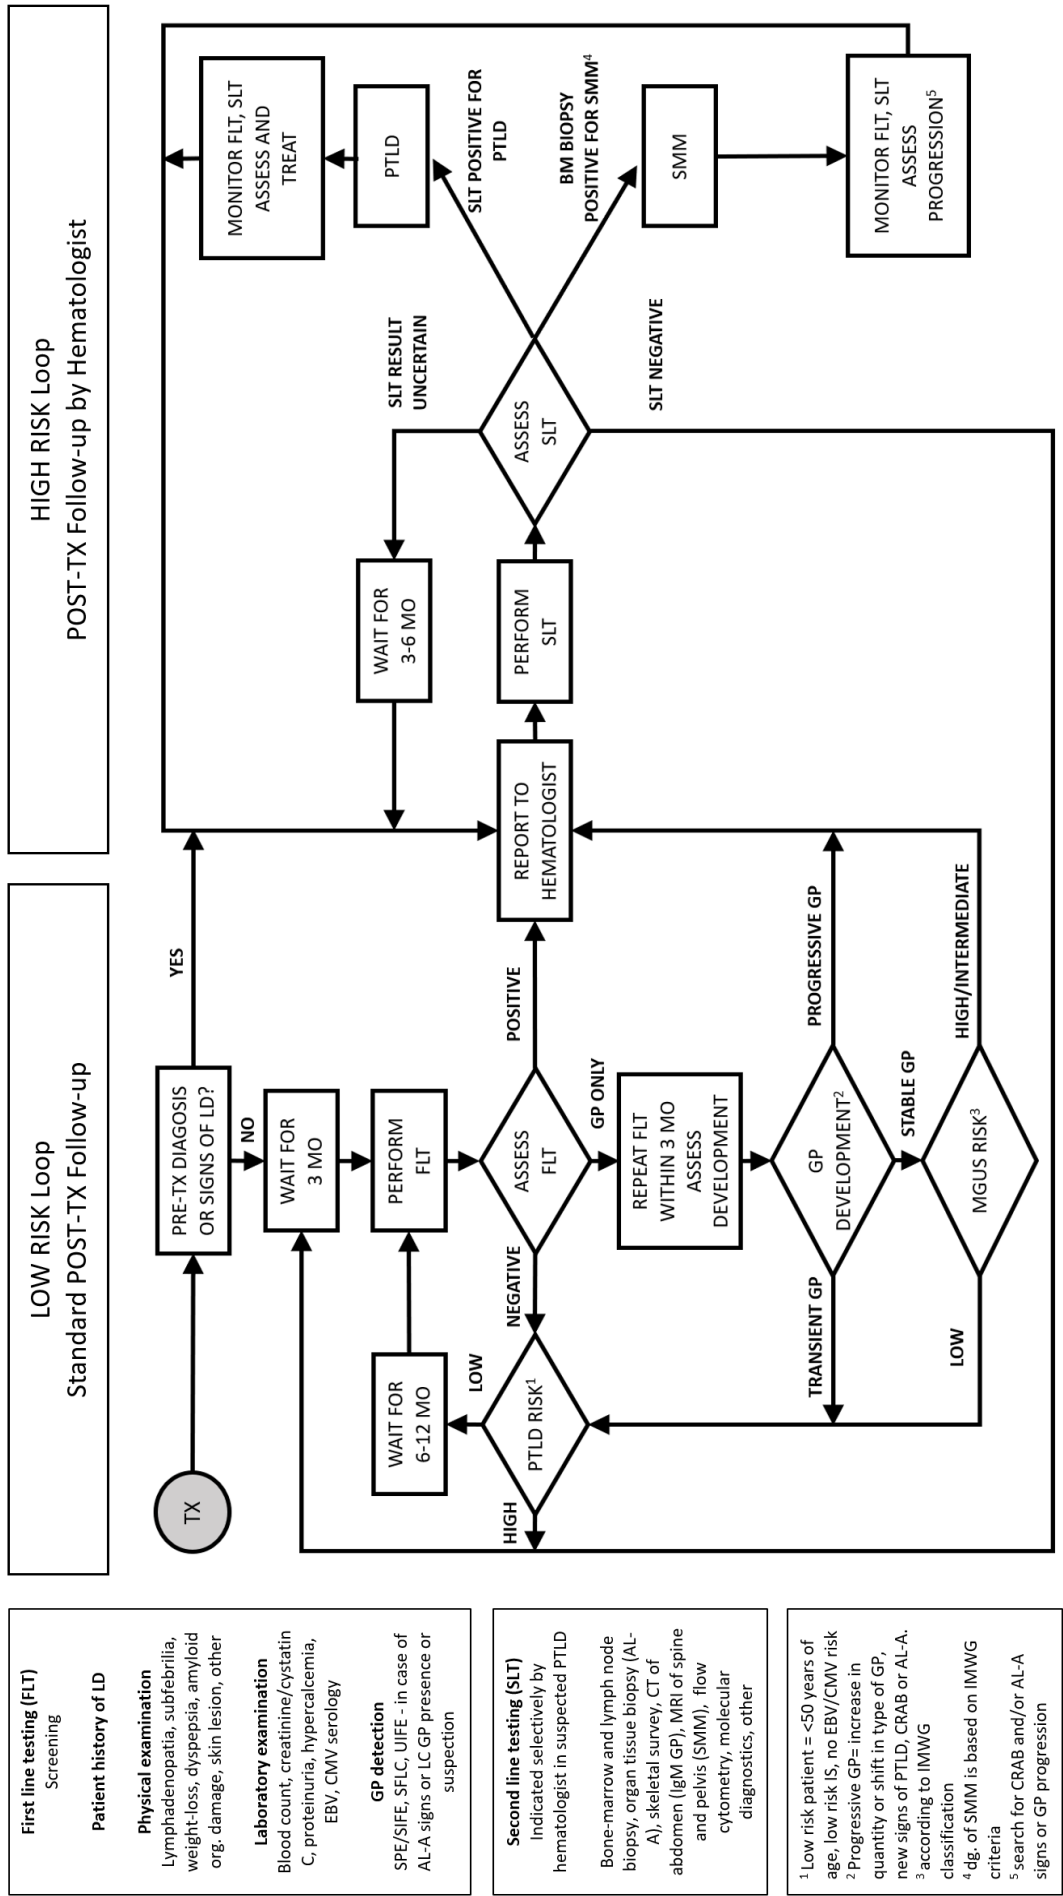 LOW RISK Loop
Standard POST-TX Follow-up
HIGH RISK Loop
POST-TX Follow-up by Hematologist
TX
PRE-TX DIAGOSIS
OR SIGNS OF LD?
YES
NO
WAIT FOR
3 MO
PERFORM
FLT
ASSESS
FLT
POSITIVE
GP ONLY
NEGATIVE
PTLD RISK1
LOW
HIGH
WAIT FOR
6-12 MO
REPEAT FLT
WITHIN 3 MO
ASSESS
DEVELOPMENT
GP
DEVELOPMENT2
PROGRESSIVE GP
TRANSIENT GP
STABLE GP
MGUS RISK3
HIGH/INTERMEDIATE
LOW
REPORT TO
HEMATOLOGIST
PERFORM
SLT
ASSESS
SLT
SLT RESULT
UNCERTAIN
WAIT FOR
3-6 MO
SLT NEGATIVE
SLT POSITIVE FOR
PTLD
PTLD
MONITOR FLT, SLT
ASSESS AND
TREAT
BM BIOPSY
POSITIVE FOR SMM4
SMM
MONITOR FLT, SLT
ASSESS
PROGRESSION5
First line testing (FLT)
Screening
Patient history of LD
Physical examination
Lymphadenopatia, subfebrilia,
weight-loss, dyspepsia, amyloid
org. damage, skin lesion, other
Laboratory examination
Blood count, creatinine/cystatin
C, proteinuria, hypercalcemia,
EBV, CMV serology
GP detection
SPE/SIFE, SFLC, UIFE - in case of
AL-A signs or LC GP presence or
suspection
Second line testing (SLT)
Indicated selectively by
hematologist in suspected PTLD
Bone-marrow and lymph node
biopsy, organ tissue biopsy (AL-
A), skeletal survey, CT of
abdomen (IgM GP), MRI of spine
and pelvis (SMM), flow
cytometry, molecular
diagnostics, other
1 Low risk patient = <50 years of
age, low risk IS, no EBV/CMV risk
2 Progressive GP= increase in
quantity or shift in type of GP,
new signs of PTLD, CRAB or AL-A.
3 according to IMWG
classification
4 dg. of SMM is based on IMWG
criteria
5 search for CRAB and/or AL-A
signs or GP progression